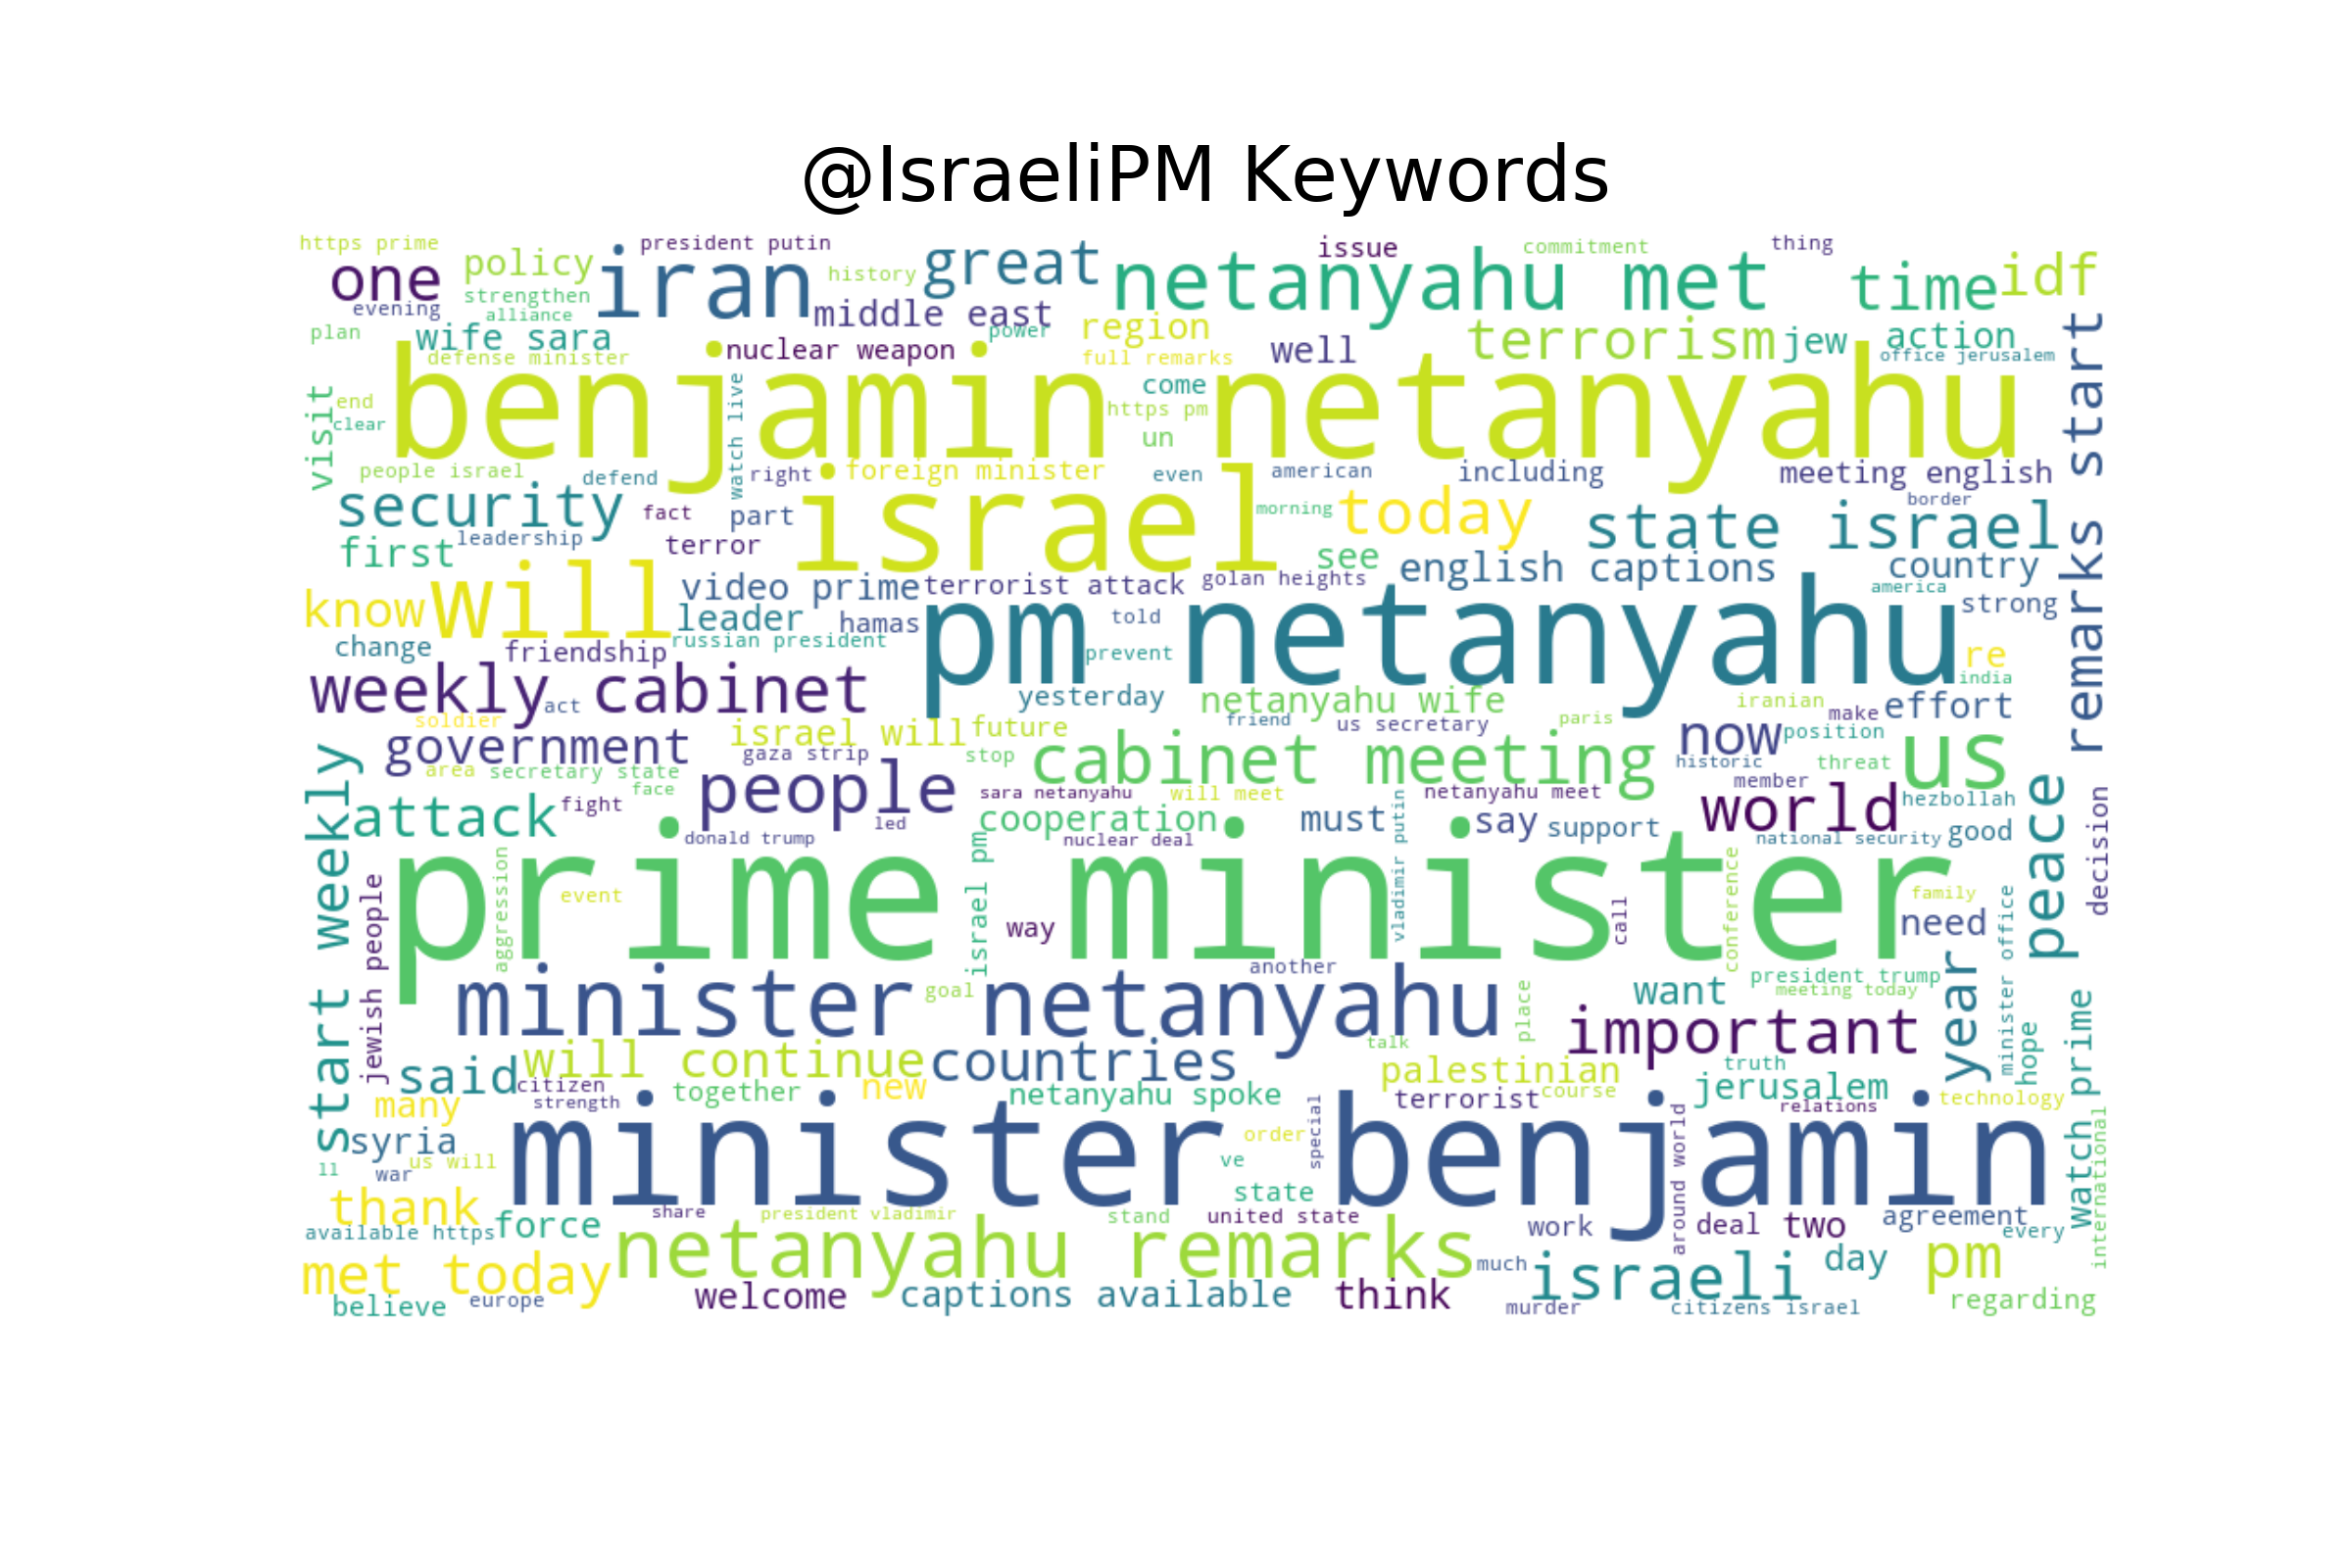 @IsraeliPM Keywords
https prime
president putin
issue
commitment
thing
one
policy
iran
history
great
netanyahu met
time
idf
strengthen
evening
alliance
middle east
plan
wife sara
power
region
terrorism
jew
action
defense minister
nuclear weapon
full remarks
well
office jerusalem
remarks start
visit
end
clear
benjamin
watch live
come
https pm
un
netanyahu
people israel
defend
right
foreign minister
even
american
including
meeting english
border
security
fact
part
israel
morning
today
state israel
first
leadership
terror
see
english captions
country
know
will
video prime
terrorist attack
golan heights
america
leader
hamas
pm netanyahu
told
strong
change
friendship
russian president
prevent
re
india
weekly cabinet
act
yesterday
netanyahu wife
iranian
make
effort
soldier
israel will
future
friend
us secretary
paris
now
position
government
gaza strip
stop
cabinet meeting
historic
threat
us
area
secretary state
face
people
member
start weekly
attack
fight
sara netanyahu
will meet
netanyahu meet
world
hezbollah
peace
decision
led
cooperation
must
vladimir putin
say
support
good
donald trump
nuclear deal
national security
prime minister
jewish people
aggression
event
israel pm
way
call
conference
family
need
minister office
another
president trump
minister netanyahu
goal
place
want
meeting today
year
important
watch prime
talk
said
will continue
countries
palestinian
truth
hope
citizen
together
new
netanyahu spoke
terrorist
course
jerusalem
many
strength
relations
technology
syria
minister benjamin
order
special
around world
international
ll
war
us will
ve
state
thank
share
president vladimir
stand
united state
work
deal
two
agreement
every
available https
force
met today
netanyahu remarks
much
israeli
day
pm
believe
europe
welcome
captions available
think
murder
citizens israel
regarding